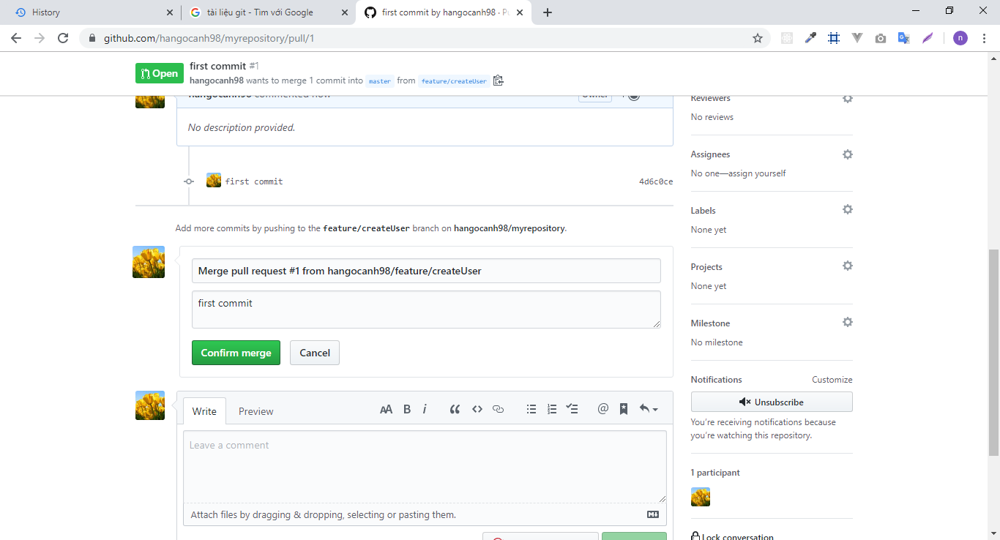 History
tài liệu git - Tìm với Google
first commit by hangocanh98 · Pu
github.com/hangocanh98/myrepository/pull/1
n
Open
first commit #1
hangocanh98 wants to merge 1 commit into master from feature/createUser
hangocanh98 commented now
Owner
No description provided.
first commit
4d6c0ce
Add more commits by pushing to the feature/createUser branch on hangocanh98/myrepository.
Merge pull request #1 from hangocanh98/feature/createUser
first commit
Confirm merge
Cancel
Write
Preview
AA B i
Leave a comment
Attach files by dragging & dropping, selecting or pasting them.
Reviewers
No reviews
Assignees
No one—assign yourself
Labels
None yet
Projects
None yet
Milestone
No milestone
Notifications
Customize
Unsubscribe
You're receiving notifications because
you're watching this repository.
1 participant
Lock conversation